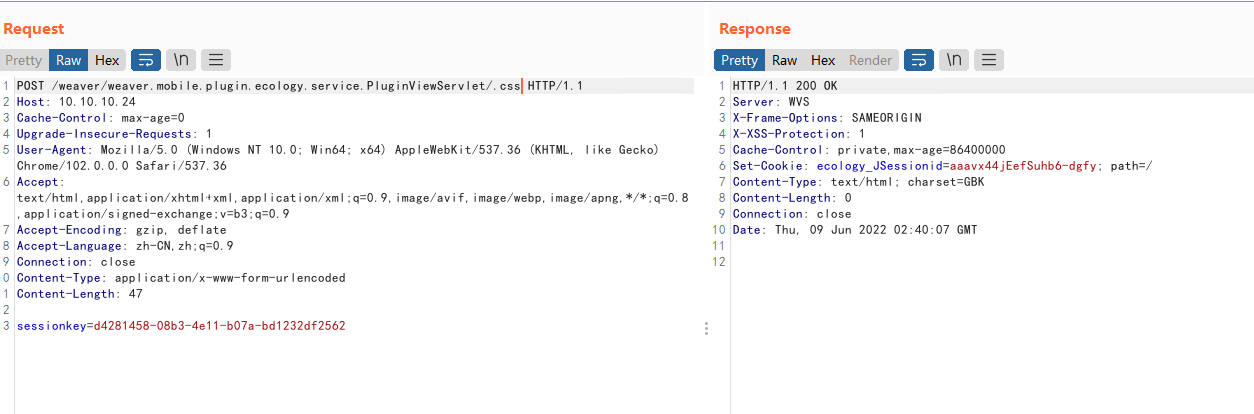 Request
Pretty Raw Hex \n
1 POST /weaver/weaver.mobile.plugin.ecology.service.PluginViewServlet/.css HTTP/1.1
2 Host: 10.10.10.24
3 Cache-Control: max-age=0
4 Upgrade-Insecure-Requests: 1
5 User-Agent: Mozilla/5.0 (Windows NT 10.0; Win64; x64) AppleWebKit/537.36 (KHTML, like Gecko)
Chrome/102.0.0.0 Safari/537.36
6 Accept:
text/html,application/xhtml+xml,application/xml;q=0.9,image/avif,image/webp,image/apng,*/*;q=0.8
,application/signed-exchange;v=b3;q=0.9
7 Accept-Encoding: gzip, deflate
8 Accept-Language: zh-CN,zh;q=0.9
9 Connection: close
0 Content-Type: application/x-www-form-urlencoded
1 Content-Length: 47
2
3 sessionkey=d4281458-08b3-4e11-b07a-bd1232df2562
Response
Pretty Raw Hex Render \n
1 HTTP/1.1 200 OK
2 Server: WVS
3 X-Frame-Options: SAMEORIGIN
4 X-XSS-Protection: 1
5 Cache-Control: private,max-age=86400000
6 Set-Cookie: ecology_JSessionid=aaavx44jEefSuhb6-dgfy; path=/
7 Content-Type: text/html; charset=GBK
8 Content-Length: 0
9 Connection: close
10 Date: Thu, 09 Jun 2022 02:40:07 GMT
11
12